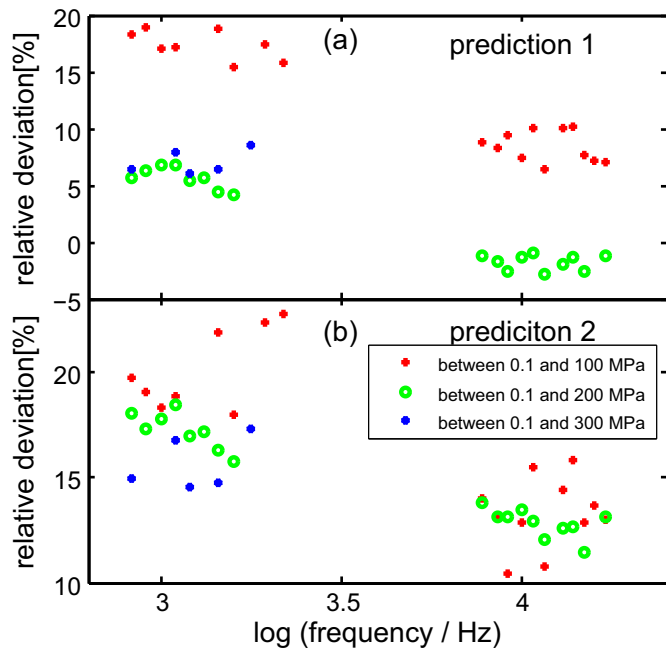 20
15
10
5
0
−5
relative deviation[%]
(a)
prediction 1
20
15
10
relative deviation[%]
(b)
prediciton 2
between 0.1 and 100 MPa
between 0.1 and 200 MPa
between 0.1 and 300 MPa
3
3.5
4
log (frequency / Hz)